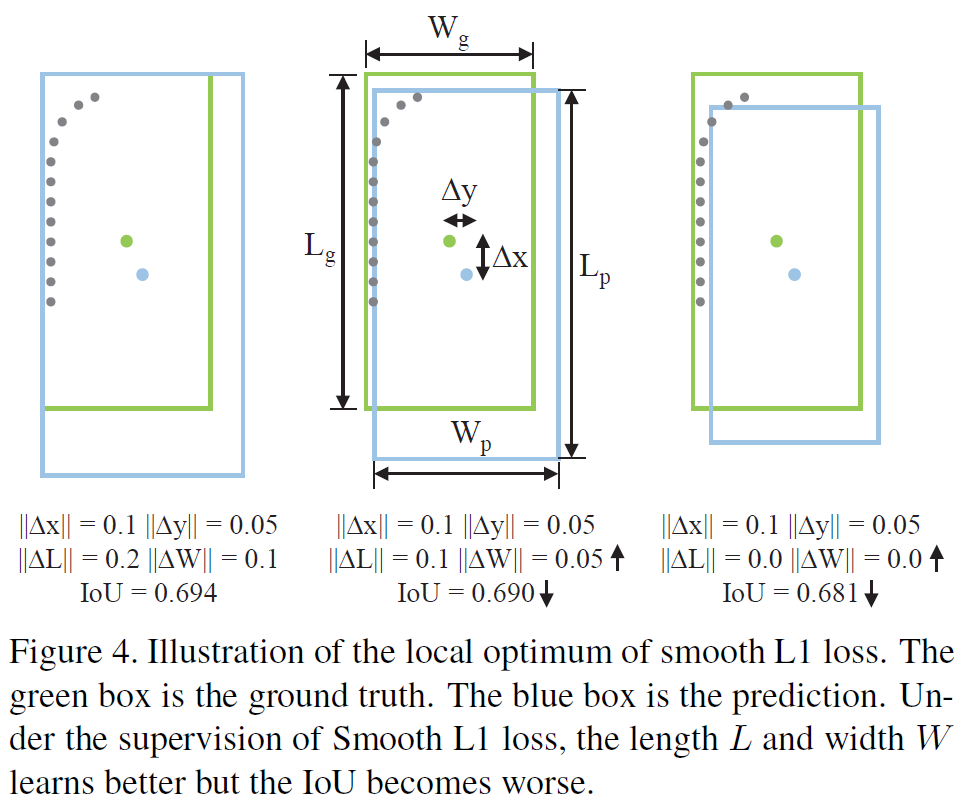 W_g
Δy
L_g
Δx
L_p
W_p
||Δx|| = 0.1 ||Δy|| = 0.05
||ΔL|| = 0.2 ||ΔW|| = 0.1
IoU = 0.694
||Δx|| = 0.1 ||Δy|| = 0.05
||ΔL|| = 0.1 ||ΔW|| = 0.05 ↑
IoU = 0.690 ↓
||Δx|| = 0.1 ||Δy|| = 0.05
||ΔL|| = 0.0 ||ΔW|| = 0.0 ↑
IoU = 0.681 ↓
Figure 4. Illustration of the local optimum of smooth L1 loss. The
green box is the ground truth. The blue box is the prediction. Un-
der the supervision of Smooth L1 loss, the length L and width W
learns better but the IoU becomes worse.